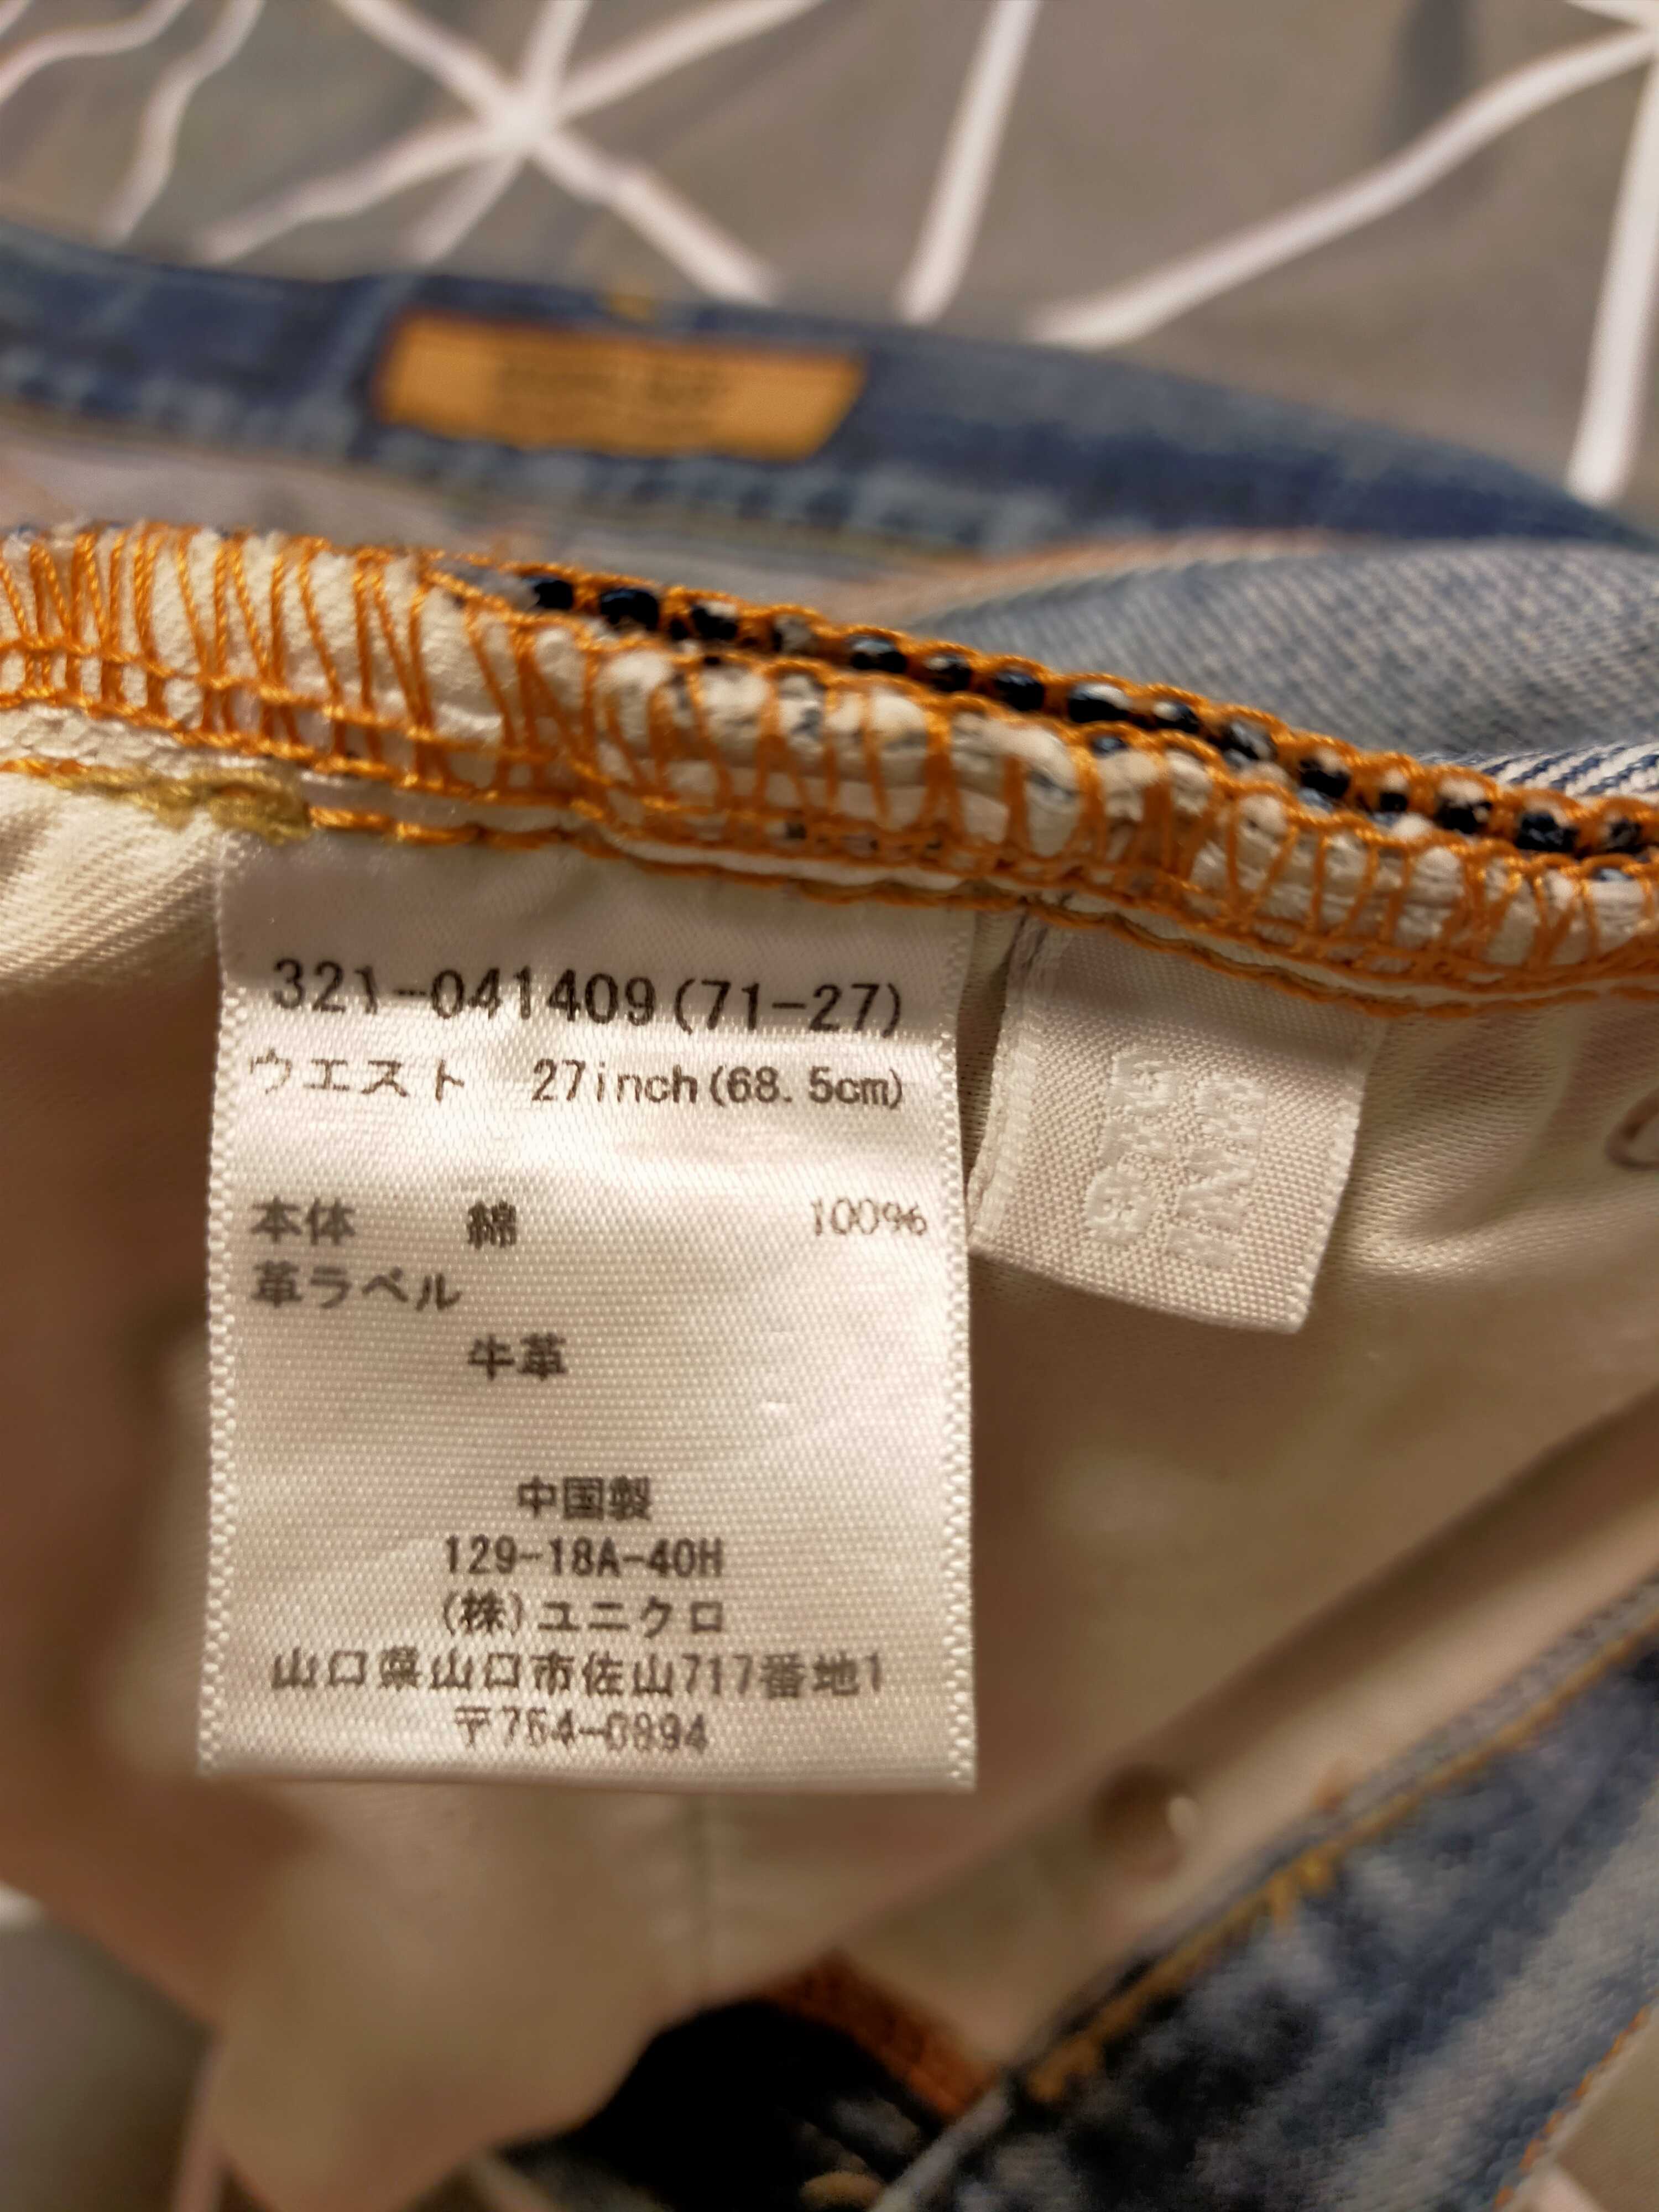 321-041409(71-27)
ウエスト 27inch(68.5cm)
本体 綿 100%
革ラベル
牛革
中国製
129-18A-40H
(株)ユニクロ
山口県山口市佐山717番地1
〒754-0894